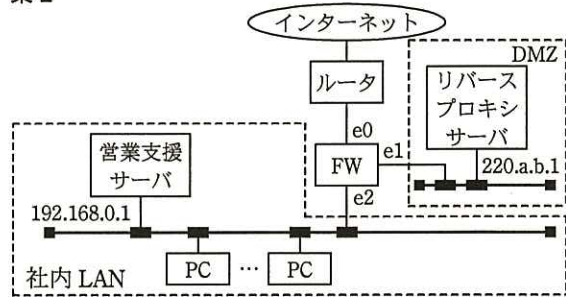 インターネット
DMZ
ルータ
リバース
プロキシ
サーバ
e0
営業支援
サーバ
FW
e1
220.a.b.1
e2
192.168.0.1
PC
…
PC
社内 LAN